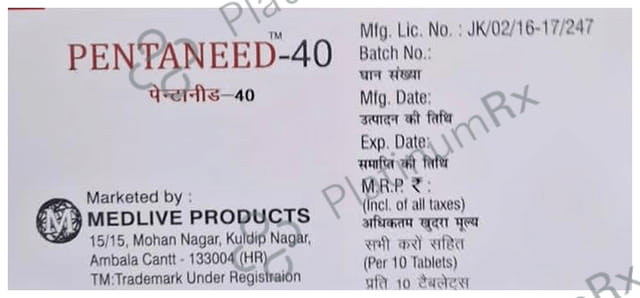 PENTANEED™-40
पेन्टानीड-40
Marketed by :
MEDLIVE PRODUCTS
15/15, Mohan Nagar, Kuldip Nagar,
Ambala Cantt - 133004 (HR)
TM:Trademark Under Registraion
Mfg. Lic. No. : JK/02/16-17/247
Batch No.:
घान संख्या
Mfg. Date:
उत्पादन की तिथि
Exp. Date:
समाप्ति की तिथि
M.R.P. ₹ :
(Incl. of all taxes)
अधिकतम खुदरा मूल्य
सभी करों सहित
(Per 10 Tablets)
प्रति 10 टैबलेट्स
PlatinumRx